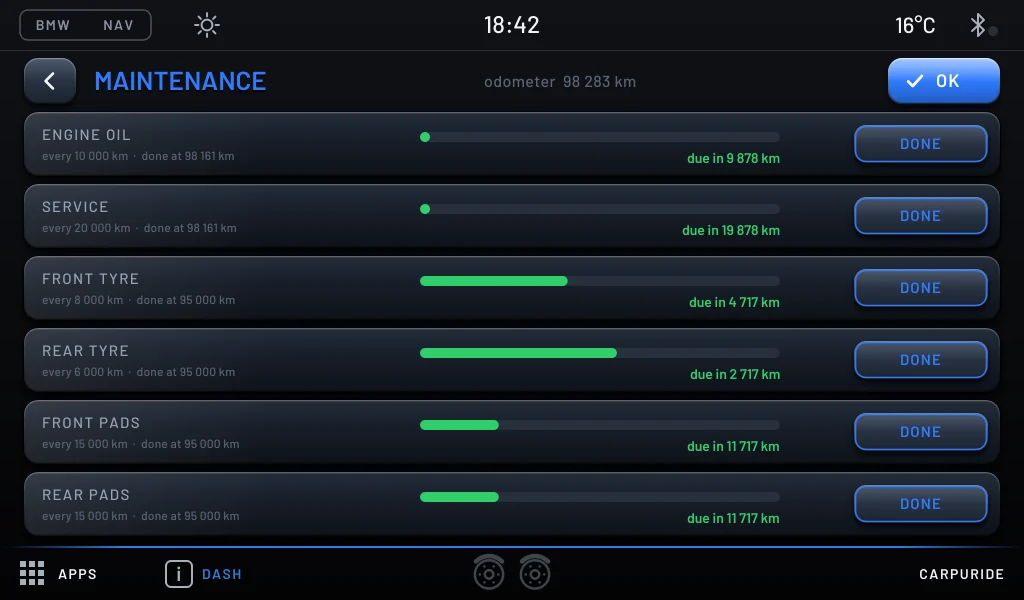 BMW NAV 18:42 16°C
MAINTENANCE odometer 98 283 km OK
ENGINE OIL
every 10 000 km · done at 98 161 km
due in 9 878 km
DONE
SERVICE
every 20 000 km · done at 98 161 km
due in 19 878 km
DONE
FRONT TYRE
every 8 000 km · done at 95 000 km
due in 4 717 km
DONE
REAR TYRE
every 6 000 km · done at 95 000 km
due in 2 717 km
DONE
FRONT PADS
every 15 000 km · done at 95 000 km
due in 11 717 km
DONE
REAR PADS
every 15 000 km · done at 95 000 km
due in 11 717 km
DONE
APPS i DASH CARPURIDE